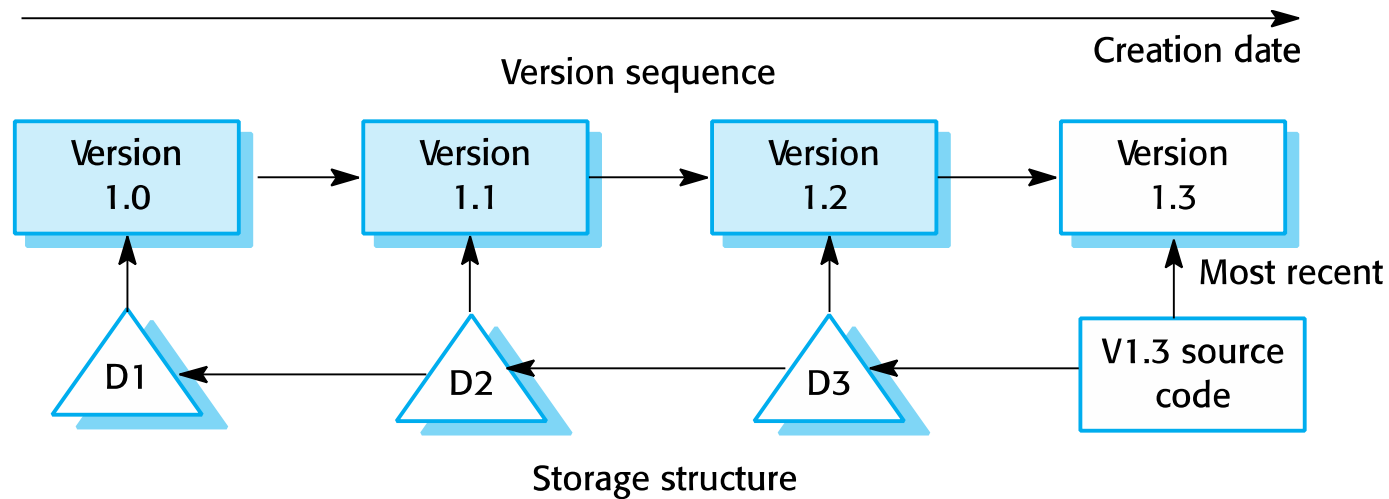 Creation date
Version sequence
Version
1.0
Version
1.1
Version
1.2
Version
1.3
Most recent
D1
D2
D3
V1.3 source
code
Storage structure